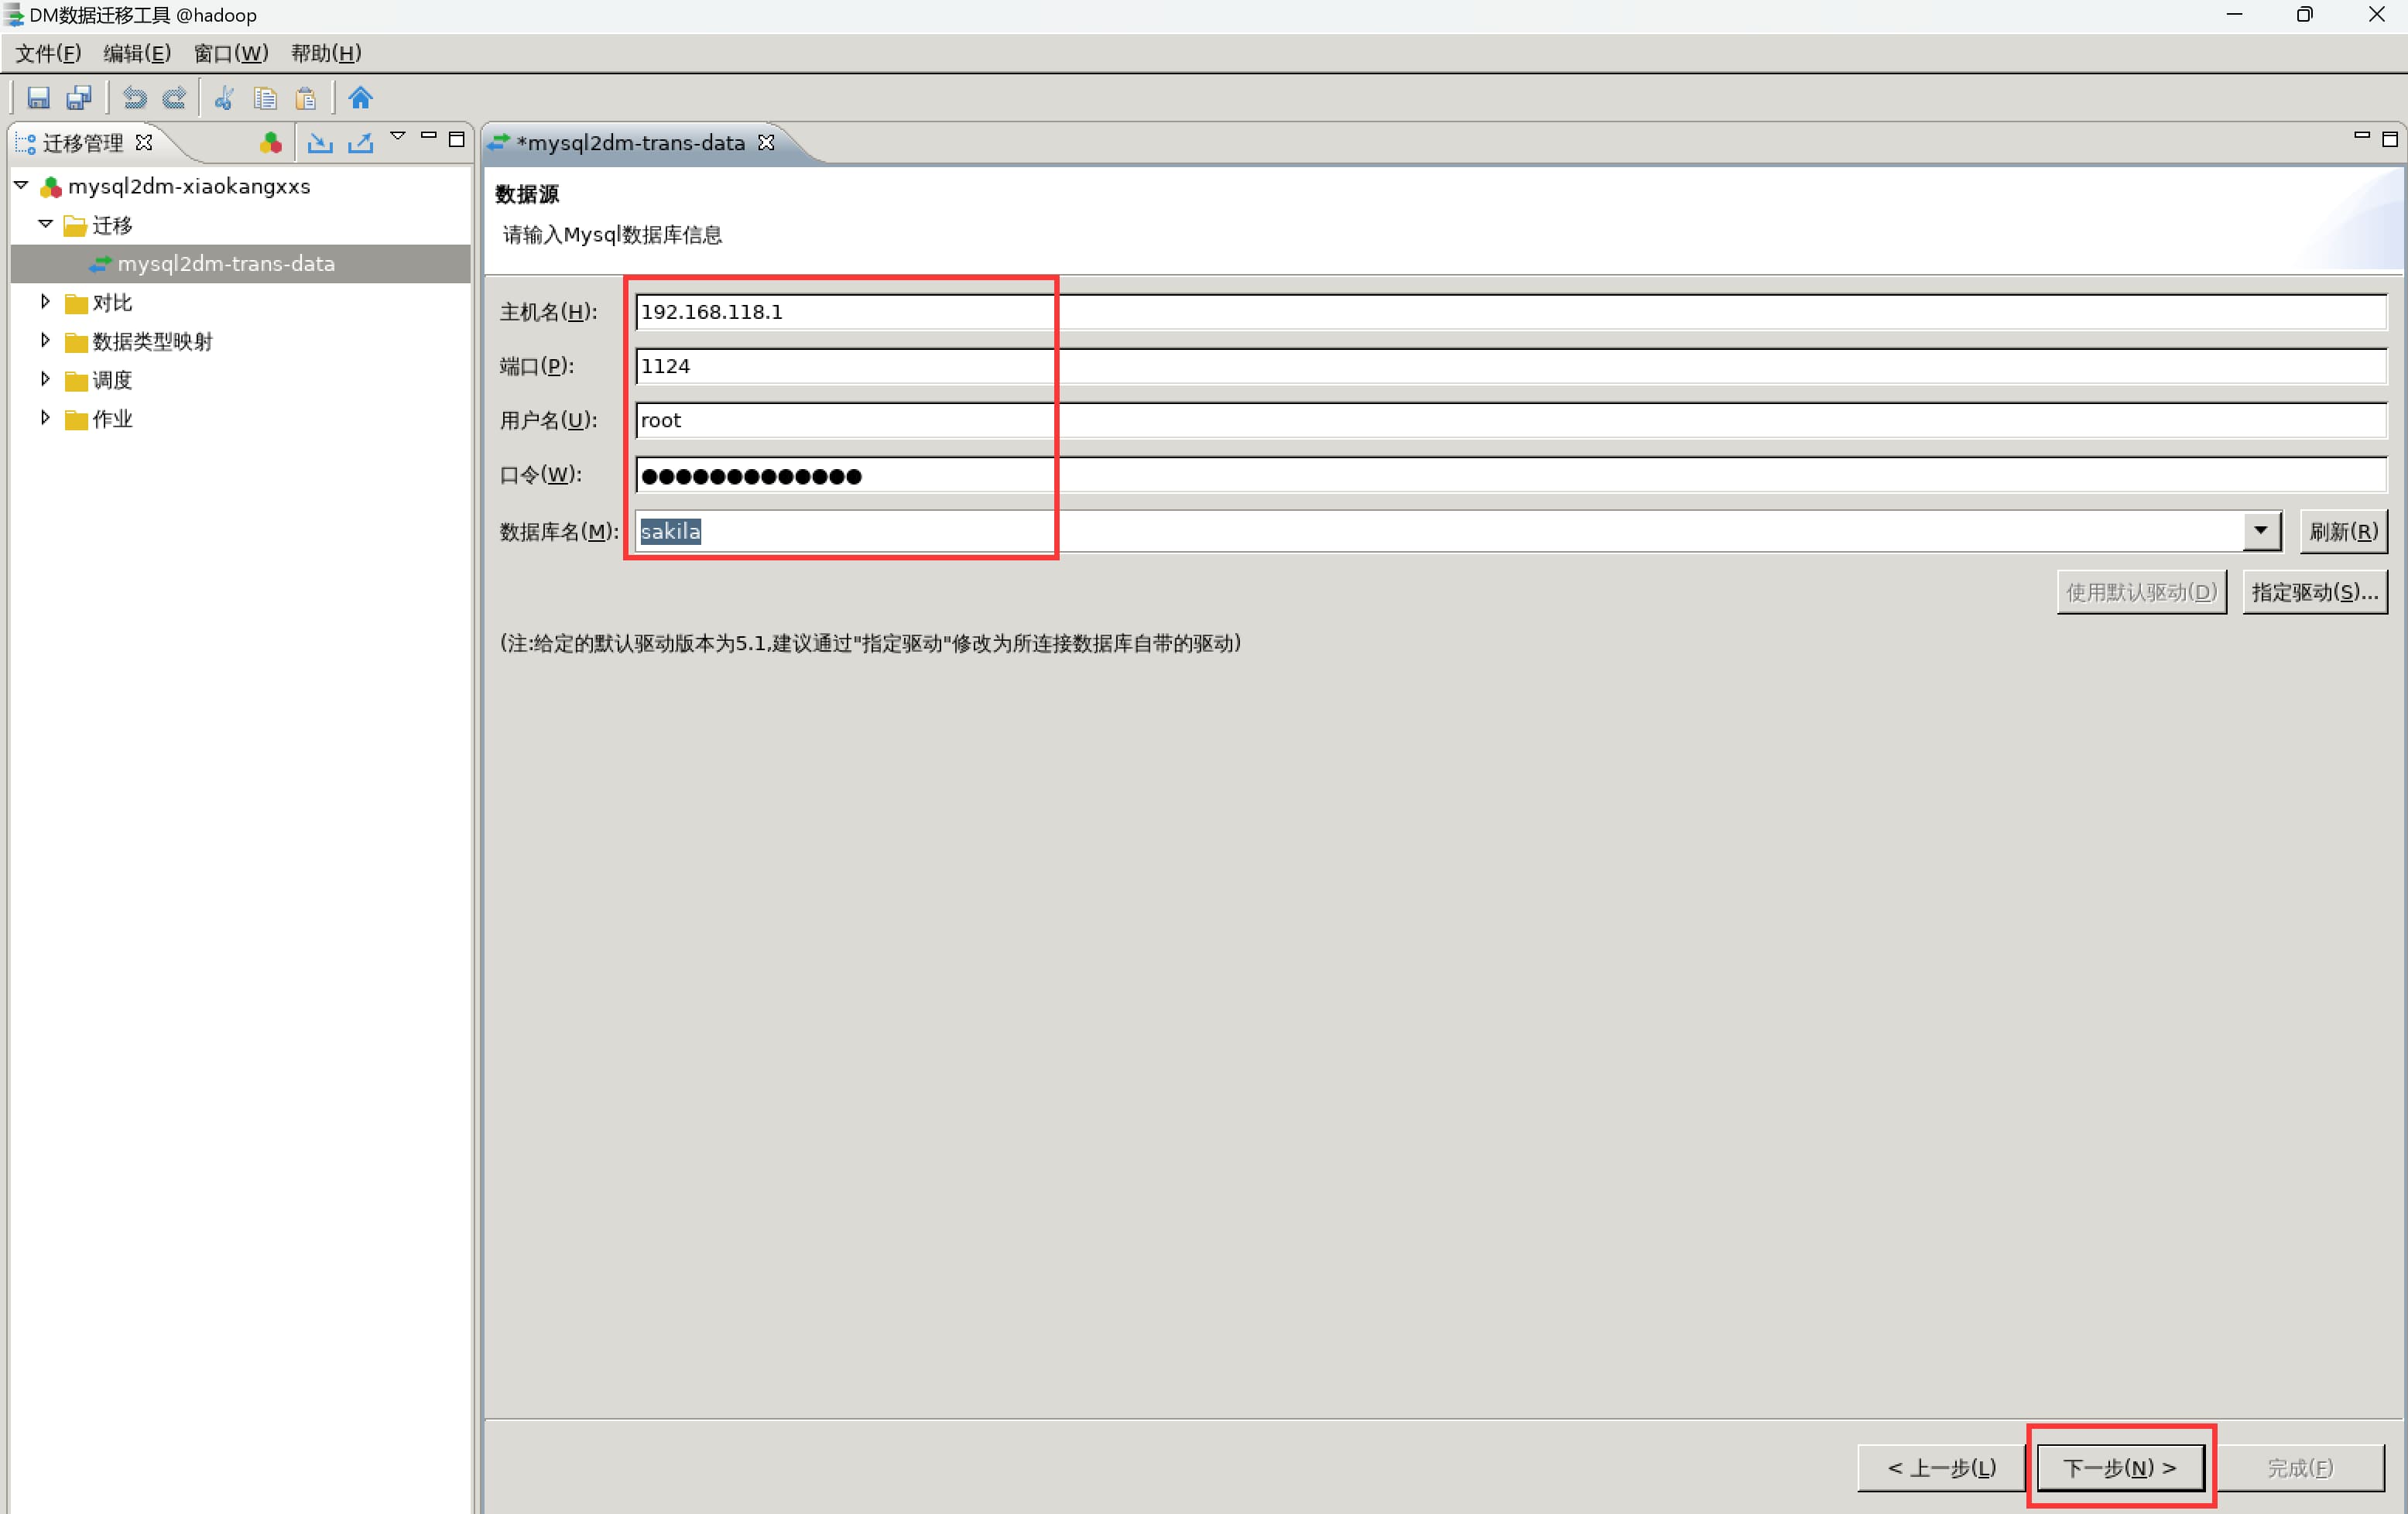 DM数据迁移工具 @hadoop
文件(F) 编辑(E) 窗口(W) 帮助(H)
迁移管理
mysql2dm-xiaokangxxs
迁移
mysql2dm-trans-data
对比
数据类型映射
调度
作业
*mysql2dm-trans-data
数据源
请输入Mysql数据库信息
主机名(H): 192.168.118.1
端口(P): 1124
用户名(U): root
口令(W): ●●●●●●●●●●●●●
数据库名(M): sakila 刷新(R)
使用默认驱动(D) 指定驱动(S)...
(注:给定的默认驱动版本为5.1,建议通过"指定驱动"修改为所连接数据库自带的驱动)
< 上一步(L) 下一步(N) > 完成(F)